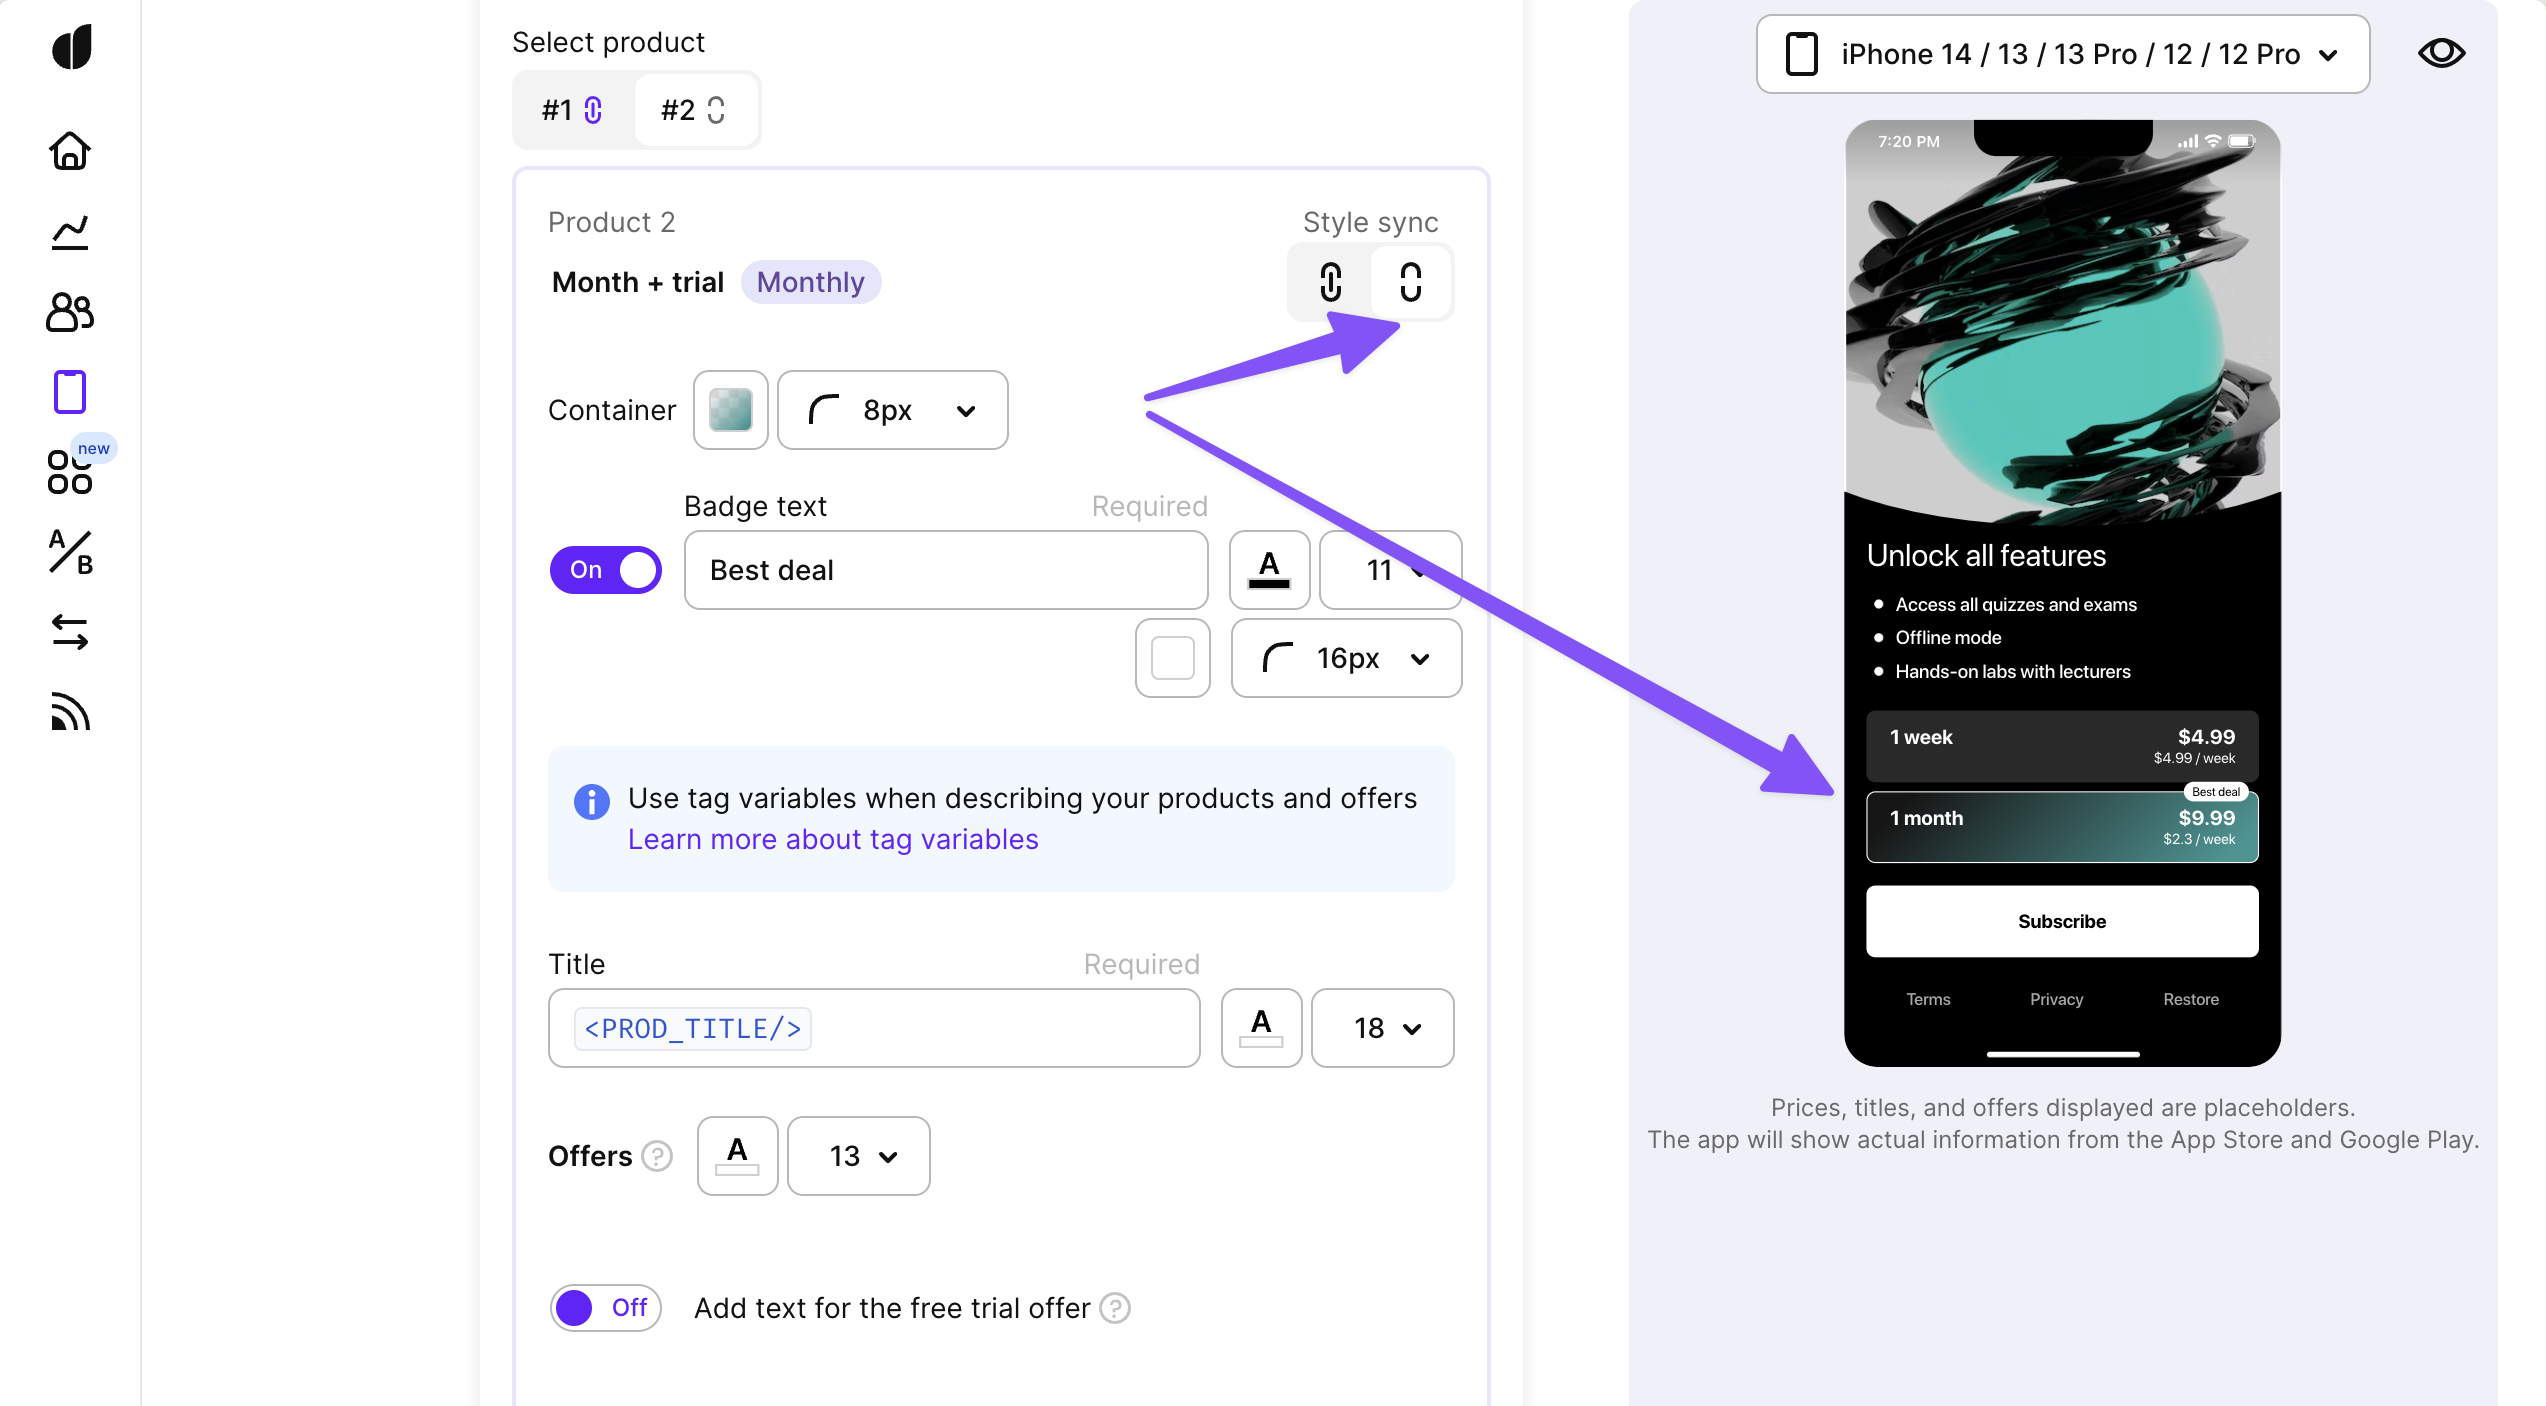 Select product
#1 #2
Product 2
Style sync
Month + trial Monthly
Container 8px
Badge text Required
On Best deal A 11
16px
Use tag variables when describing your products and offers
Learn more about tag variables
Title Required
<PROD_TITLE/> A 18
Offers ? A 13
Off Add text for the free trial offer ?
new
A/B
iPhone 14 / 13 / 13 Pro / 12 / 12 Pro
7:20 PM
Unlock all features
Access all quizzes and exams
Offline mode
Hands-on labs with lecturers
1 week $4.99
$4.99 / week
Best deal
1 month $9.99
$2.3 / week
Subscribe
Terms Privacy Restore
Prices, titles, and offers displayed are placeholders.
The app will show actual information from the App Store and Google Play.